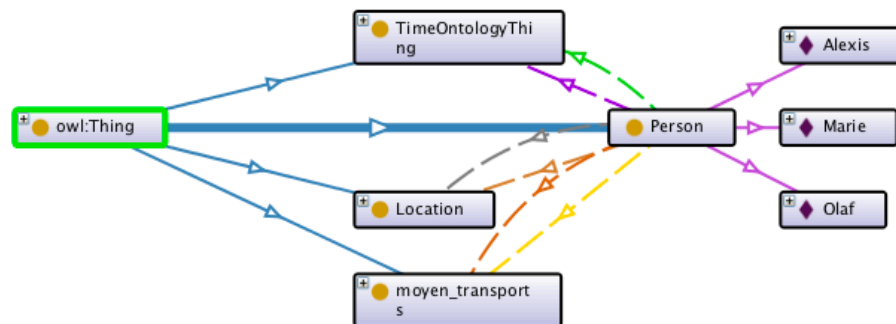 TimeOntologyThi
ng
Alexis
owl:Thing
Person
Marie
Location
Olaf
moyen_transport
s